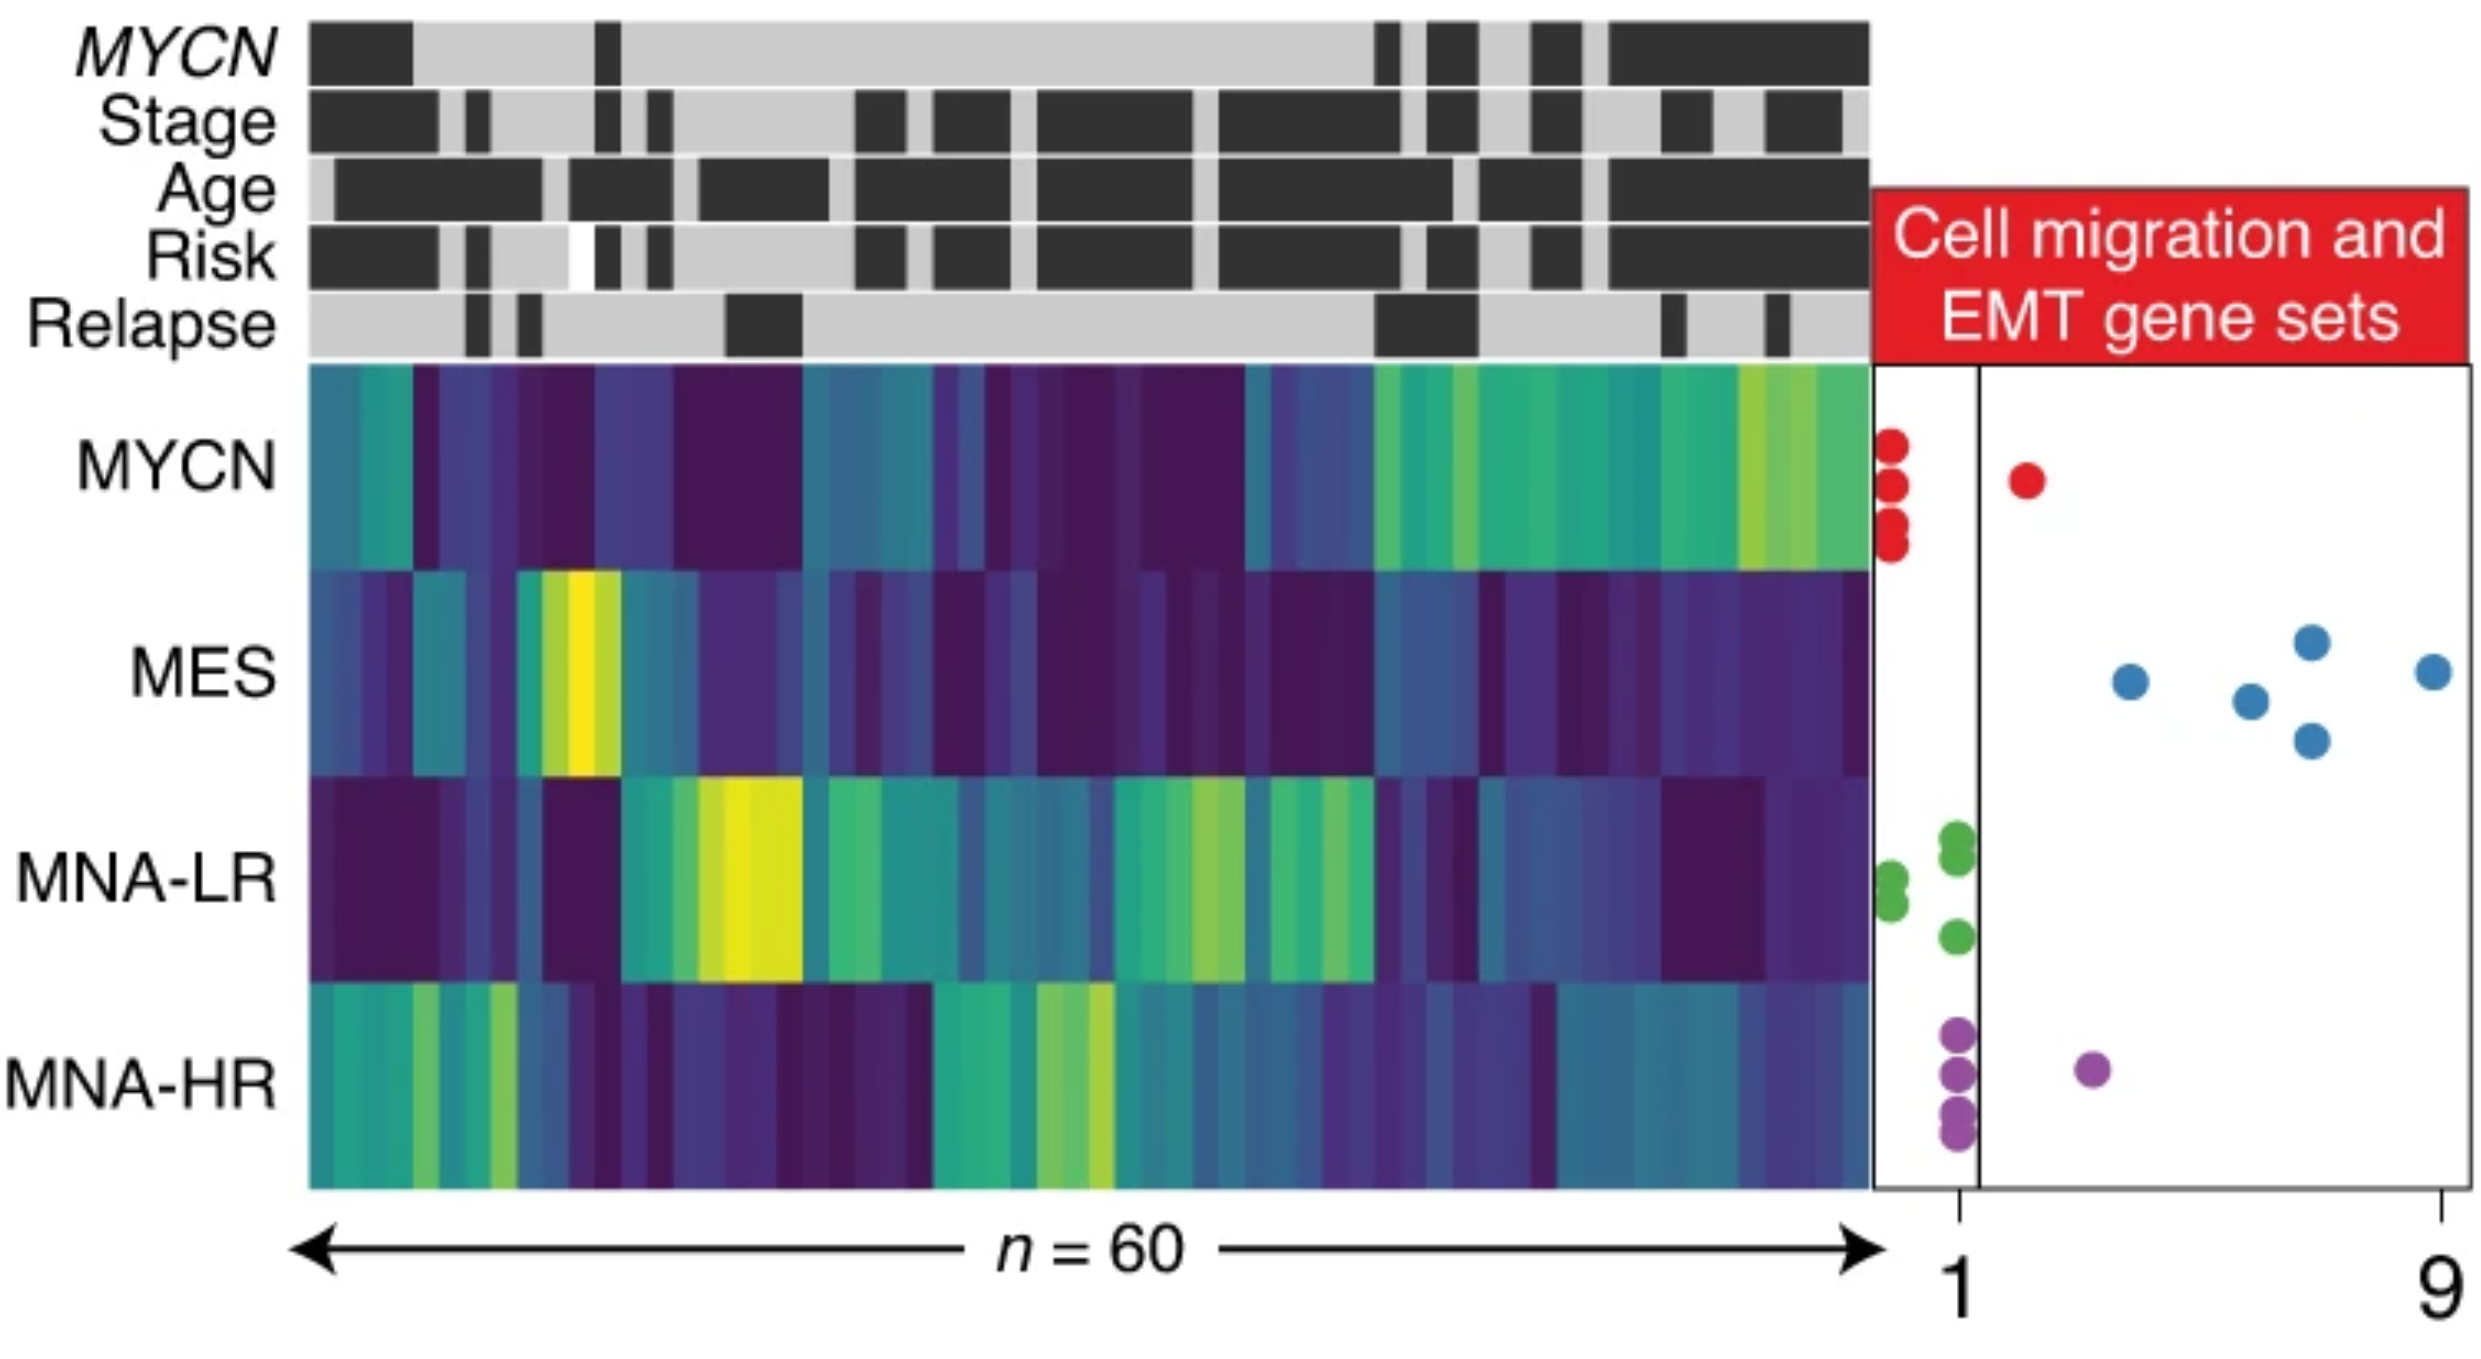 MYCN
Stage
Age
Risk
Relapse
Cell migration and
EMT gene sets
MYCN
MES
MNA-LR
MNA-HR
n = 60
1
9